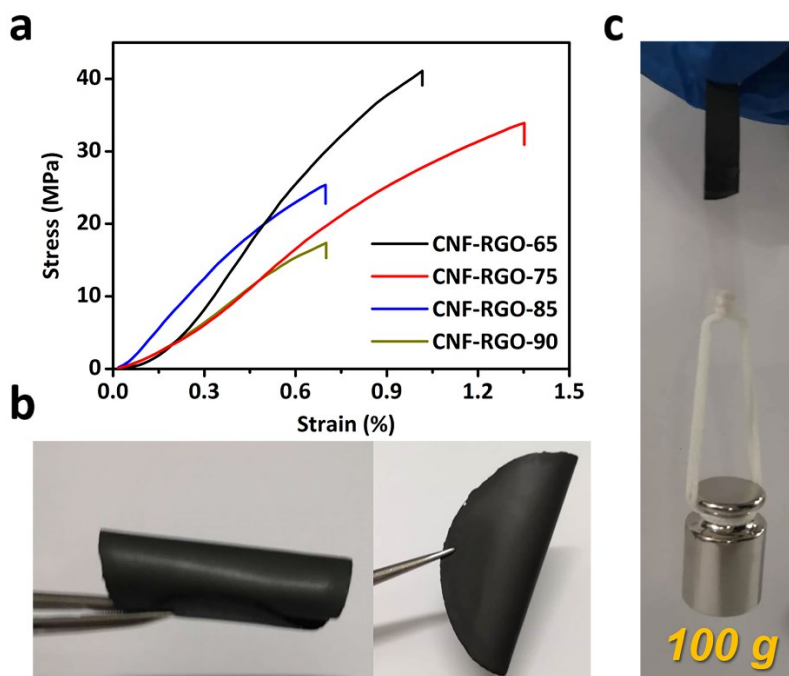 a
40
30
20
10
0
Stress (MPa)
CNF-RGO-65
CNF-RGO-75
CNF-RGO-85
CNF-RGO-90
0.0 0.3 0.6 0.9 1.2 1.5
Strain (%)
b
c
100 g